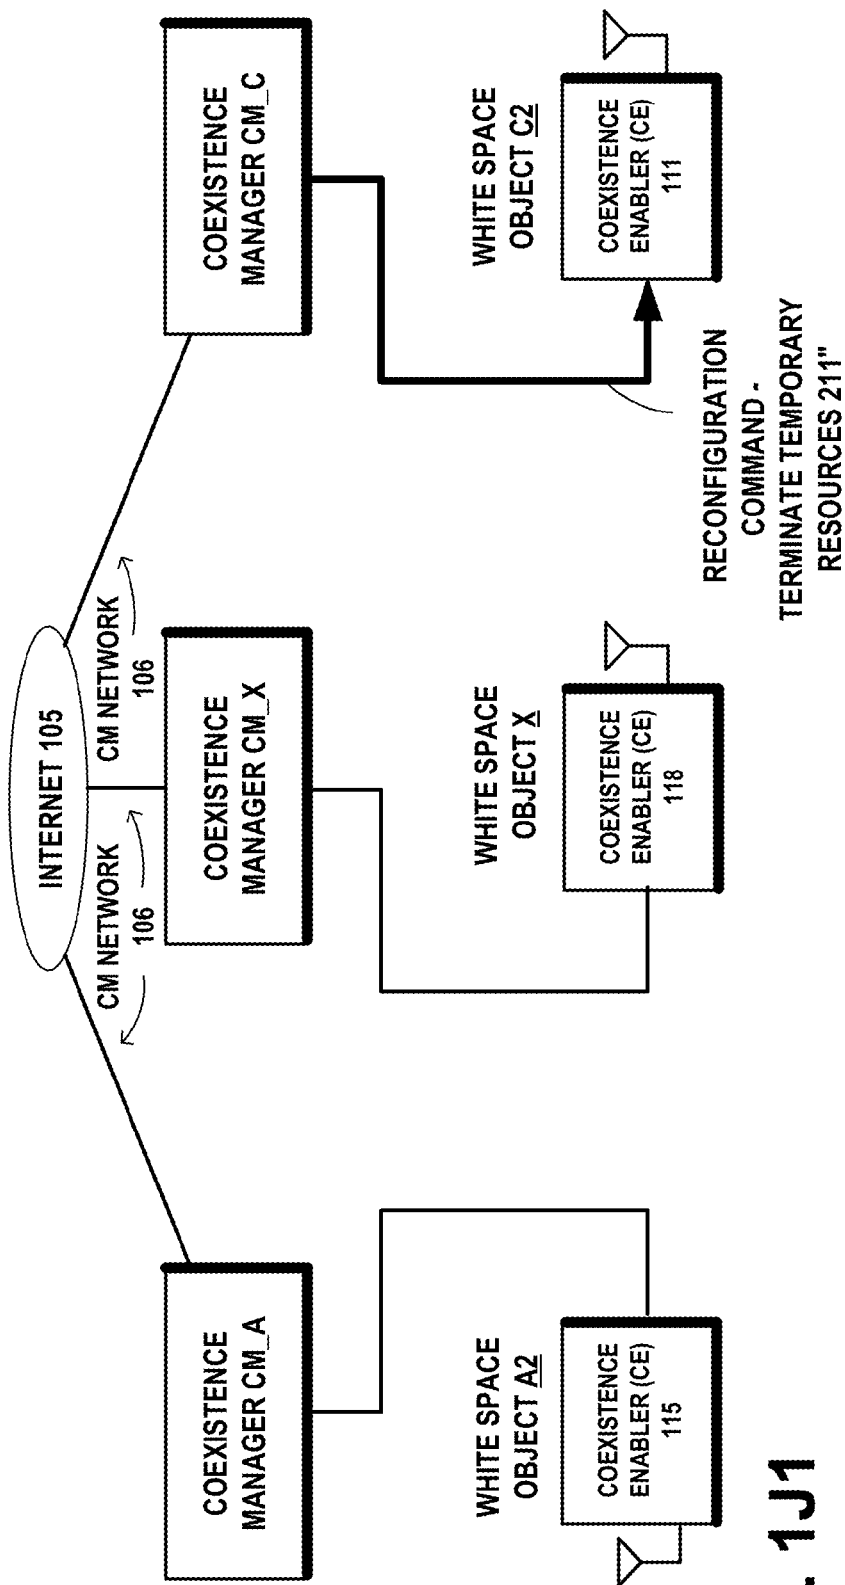 INTERNET 105
CM NETWORK
106
CM NETWORK
106
COEXISTENCE
MANAGER CM_A
COEXISTENCE
MANAGER CM_X
COEXISTENCE
MANAGER CM_C
WHITE SPACE
OBJECT A2
WHITE SPACE
OBJECT X
WHITE SPACE
OBJECT C2
COEXISTENCE
ENABLER (CE)
115
COEXISTENCE
ENABLER (CE)
118
COEXISTENCE
ENABLER (CE)
111
RECONFIGURATION
COMMAND -
TERMINATE TEMPORARY
RESOURCES 211"
. 1J1